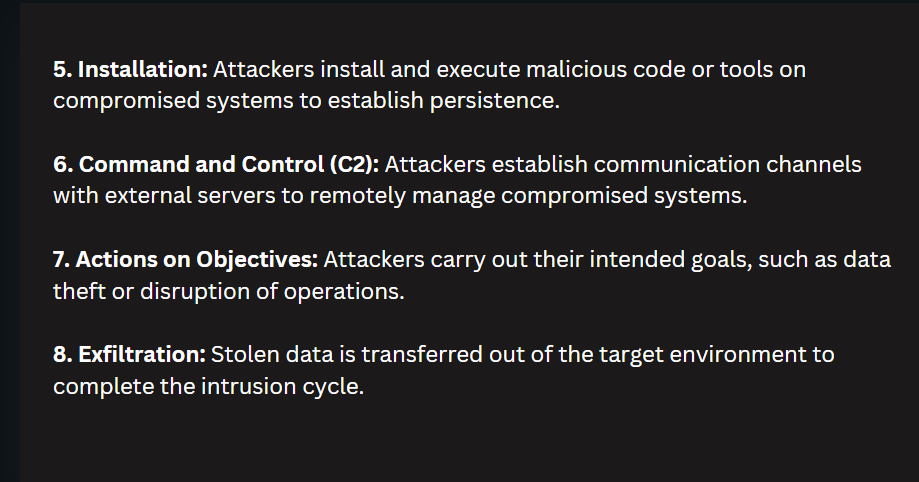 5. Installation: Attackers install and execute malicious code or tools on
compromised systems to establish persistence.
6. Command and Control (C2): Attackers establish communication channels
with external servers to remotely manage compromised systems.
7. Actions on Objectives: Attackers carry out their intended goals, such as data
theft or disruption of operations.
8. Exfiltration: Stolen data is transferred out of the target environment to
complete the intrusion cycle.